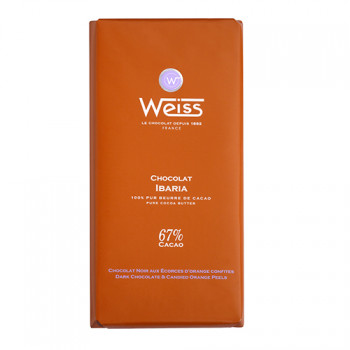 W
Weiss
LE CHOCOLAT DEPUIS 1882
FRANCE
CHOCOLAT
IBARIA
100% PUR BEURRE DE CACAO
PURE COCOA BUTTER
67%
CACAO
CHOCOLAT NOIR AUX ECORCES D'ORANGE CONFITES
DARK CHOCOLATE & CANDIED ORANGE PEELS